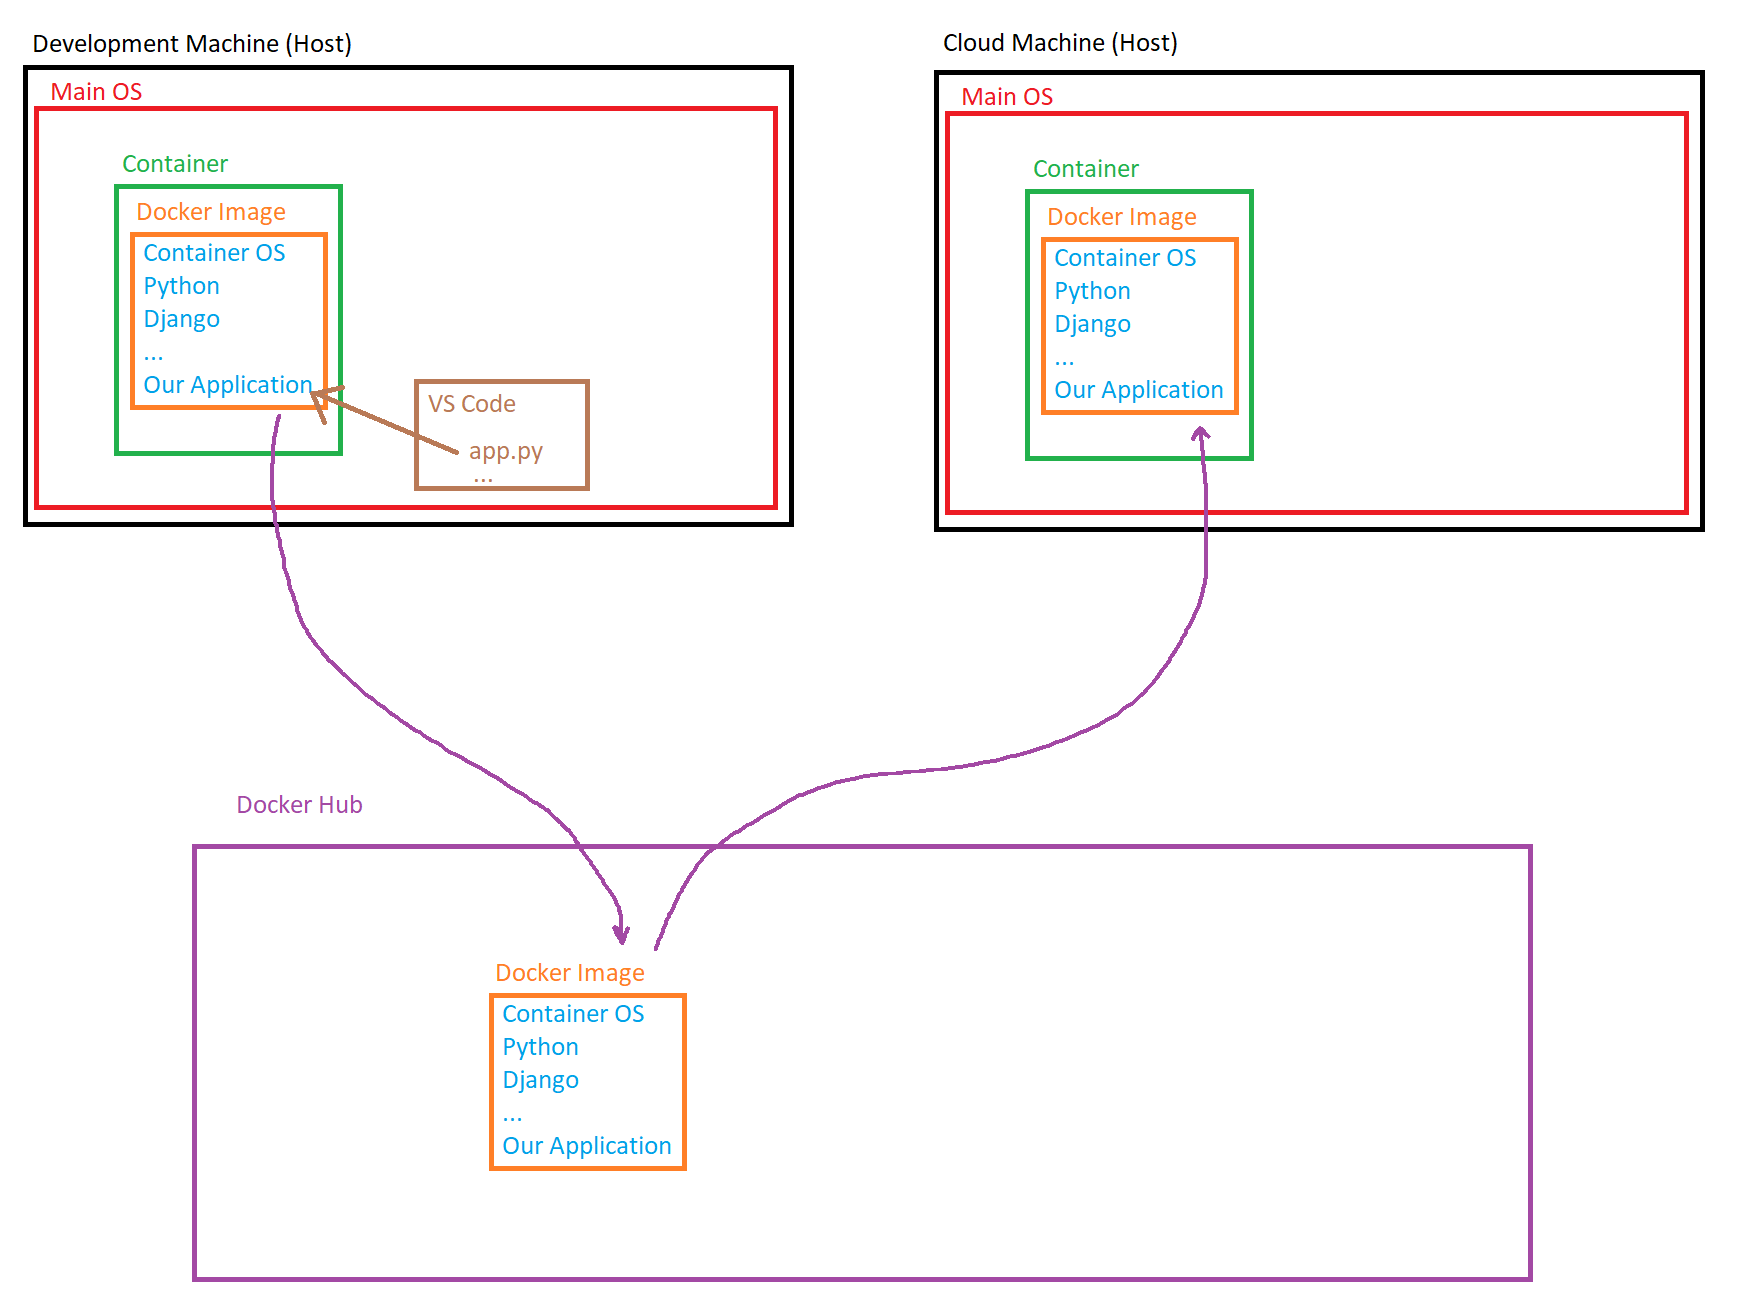 Development Machine (Host)
Main OS
Container
Docker Image
Container OS
Python
Django
...
Our Application
VS Code
app.py
...
Cloud Machine (Host)
Main OS
Container
Docker Image
Container OS
Python
Django
...
Our Application
Docker Hub
Docker Image
Container OS
Python
Django
...
Our Application